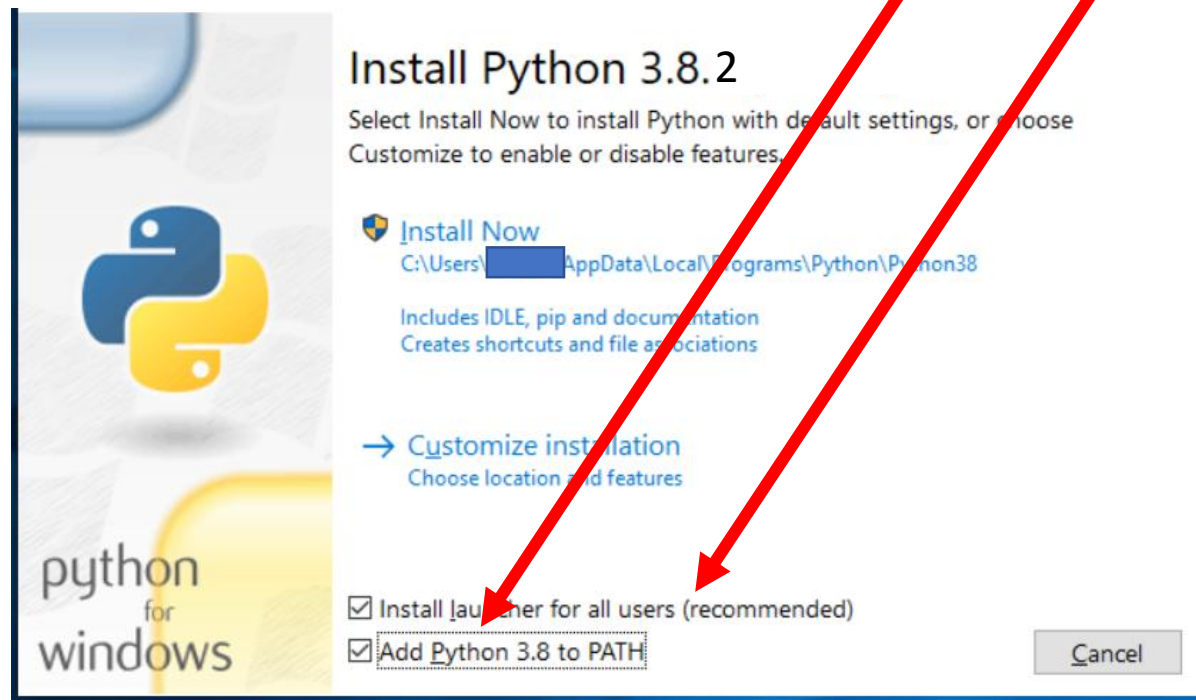 Install Python 3.8.2
Select Install Now to install Python with default settings, or choose
Customize to enable or disable features.
Install Now
C:\Users\ AppData\Local\Programs\Python\Python38
Includes IDLE, pip and documentation
Creates shortcuts and file associations
→ Customize installation
Choose location and features
Install launcher for all users (recommended)
Add Python 3.8 to PATH
Cancel
python
for
windows